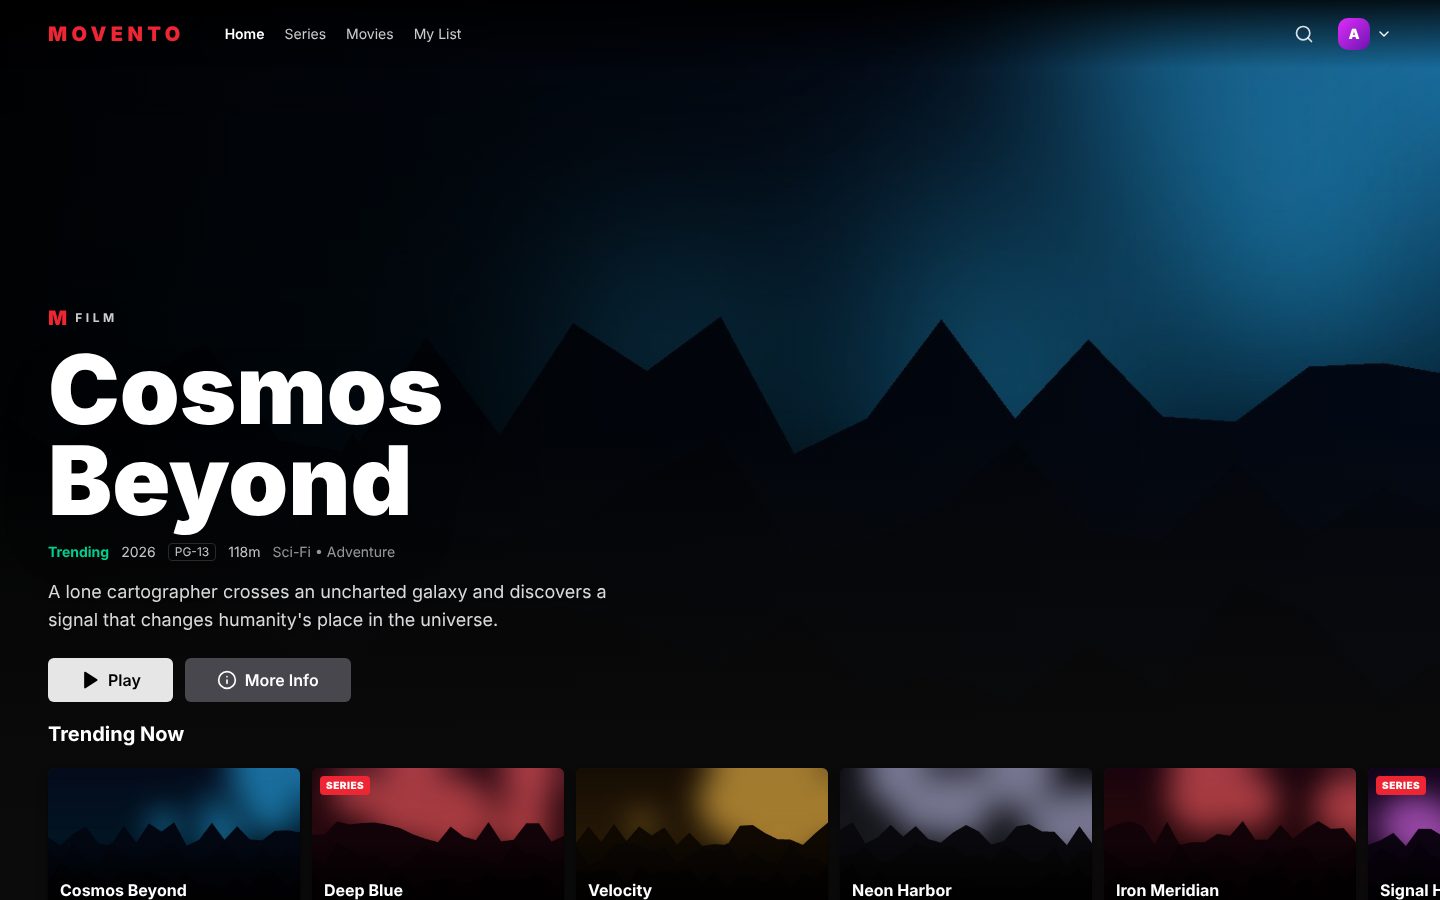 MOVENTO Home Series Movies My List A
M FILM
Cosmos
Beyond
Trending 2026 PG-13 118m Sci-Fi • Adventure
A lone cartographer crosses an uncharted galaxy and discovers a
signal that changes humanity's place in the universe.
Play More Info
Trending Now
SERIES SERIES
Cosmos Beyond Deep Blue Velocity Neon Harbor Iron Meridian Signal